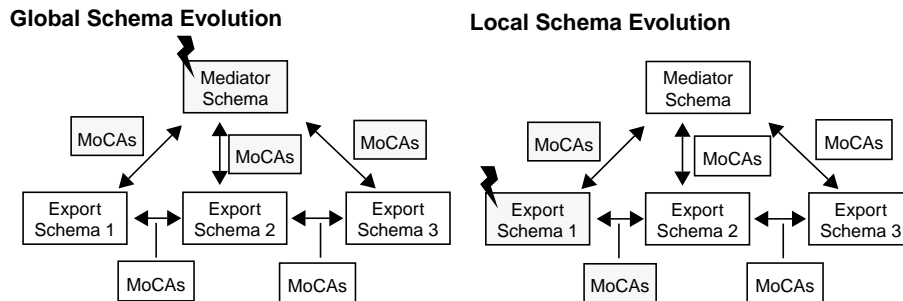 Global Schema Evolution
Mediator
Schema
MoCAs
MoCAs
MoCAs
Export
Schema 1
Export
Schema 2
Export
Schema 3
MoCAs
MoCAs
Local Schema Evolution
Mediator
Schema
MoCAs
MoCAs
MoCAs
Export
Schema 1
Export
Schema 2
Export
Schema 3
MoCAs
MoCAs